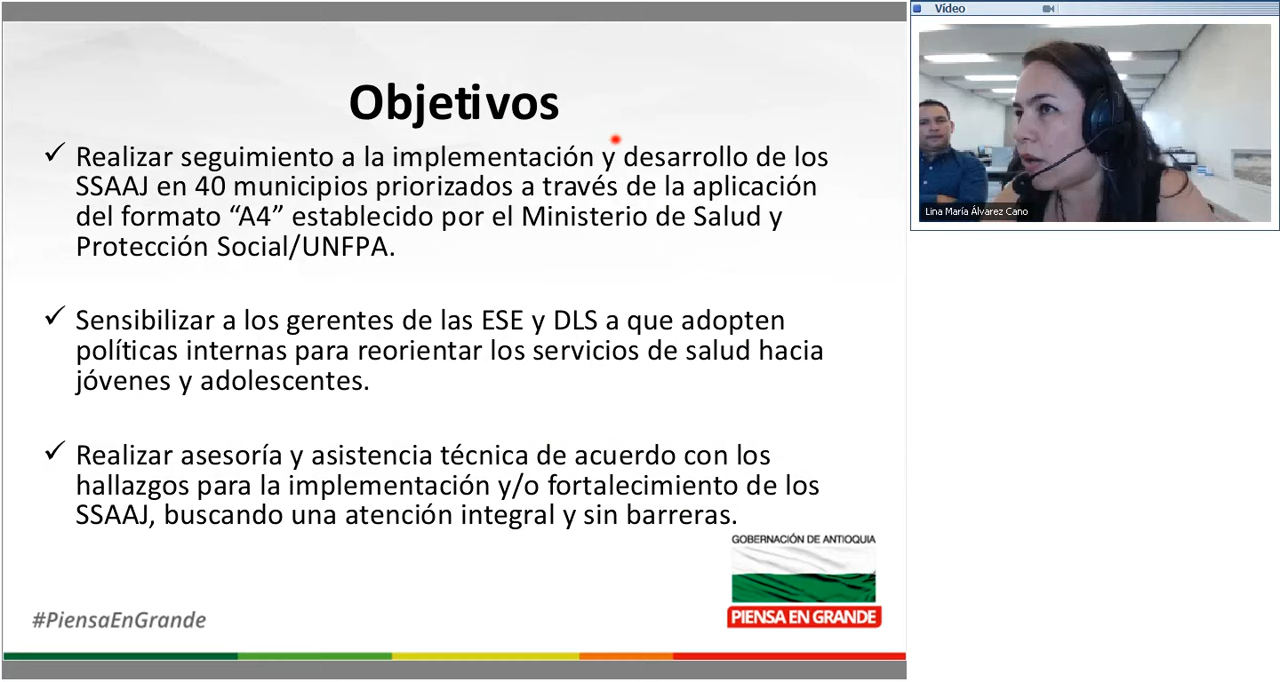 Objetivos
✓ Realizar seguimiento a la implementación y desarrollo de los
SSAAJ en 40 municipios priorizados a través de la aplicación
del formato “A4” establecido por el Ministerio de Salud y
Protección Social/UNFPA.
✓ Sensibilizar a los gerentes de las ESE y DLS a que adopten
políticas internas para reorientar los servicios de salud hacia
jóvenes y adolescentes.
✓ Realizar asesoría y asistencia técnica de acuerdo con los
hallazgos para la implementación y/o fortalecimiento de los
SSAAJ, buscando una atención integral y sin barreras.
GOBERNACIÓN DE ANTIOQUIA
PIENSA EN GRANDE
#PiensaEnGrande
Vídeo
Lina María Álvarez Cano